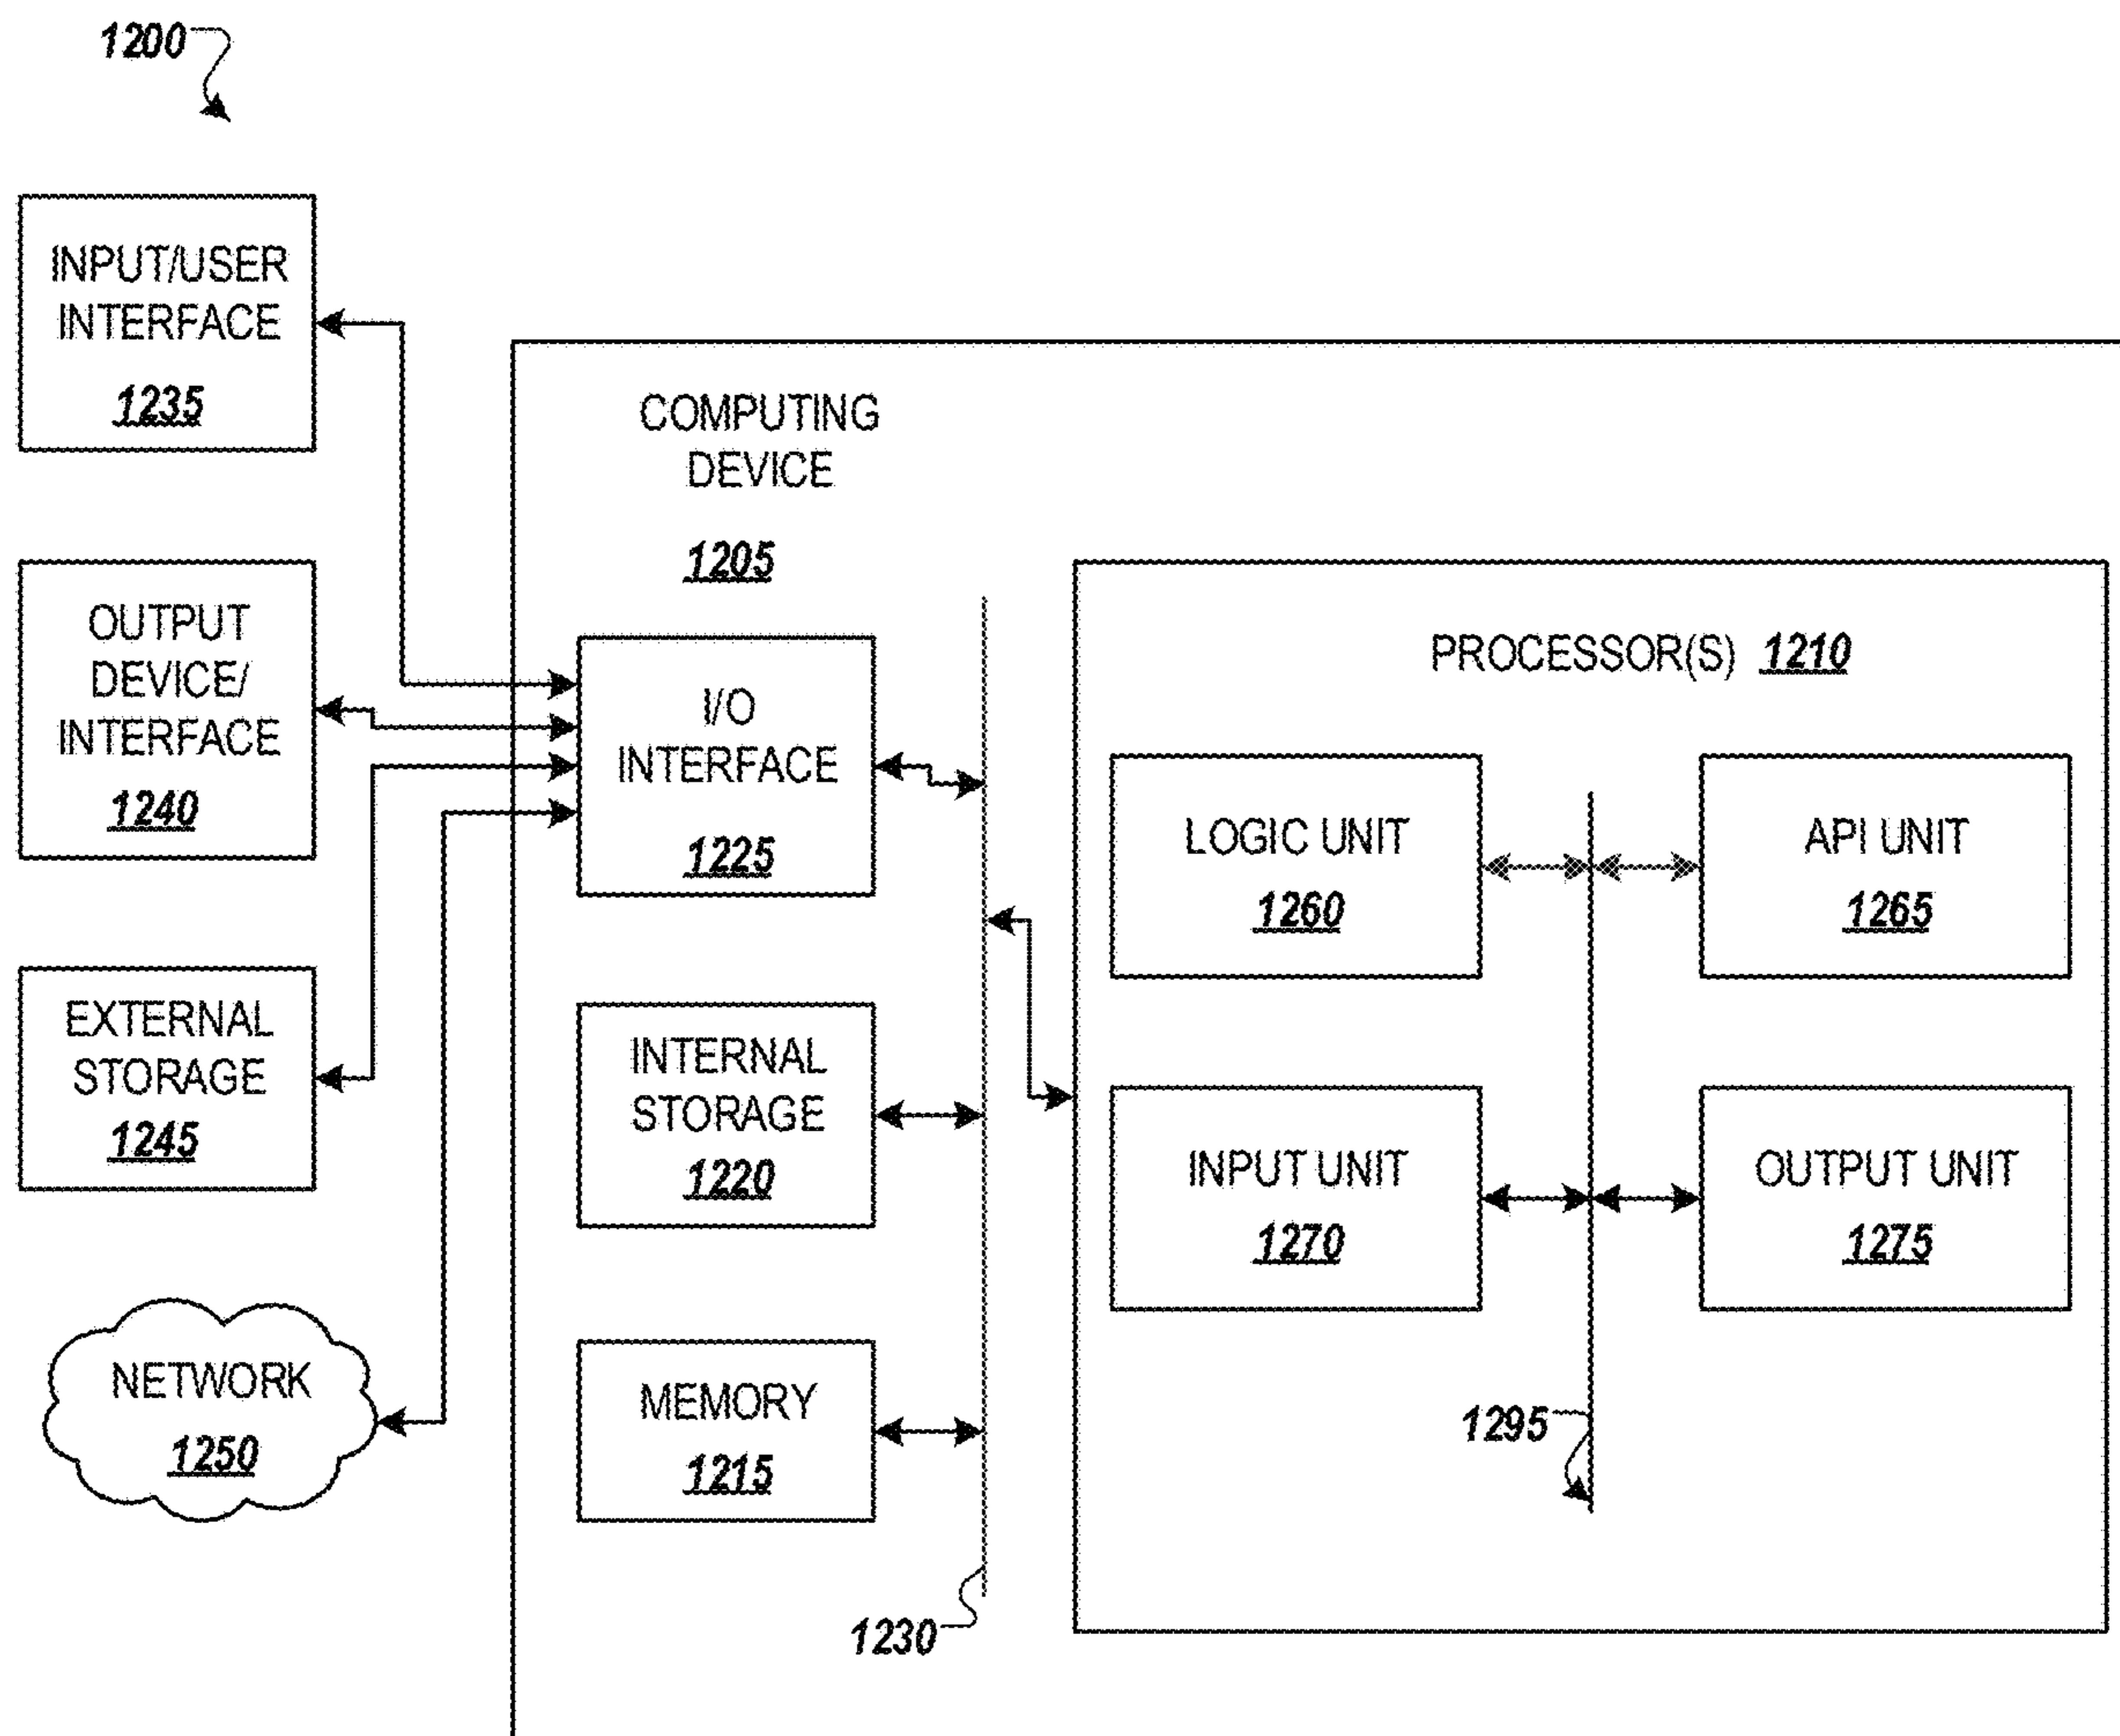 1200
INPUT/USER
INTERFACE
1235
OUTPUT
DEVICE/
INTERFACE
1240
EXTERNAL
STORAGE
1245
NETWORK
1250
COMPUTING
DEVICE
1205
I/O
INTERFACE
1225
INTERNAL
STORAGE
1220
MEMORY
1215
1230
PROCESSOR(S) 1210
LOGIC UNIT
1260
API UNIT
1265
INPUT UNIT
1270
OUTPUT UNIT
1275
1295